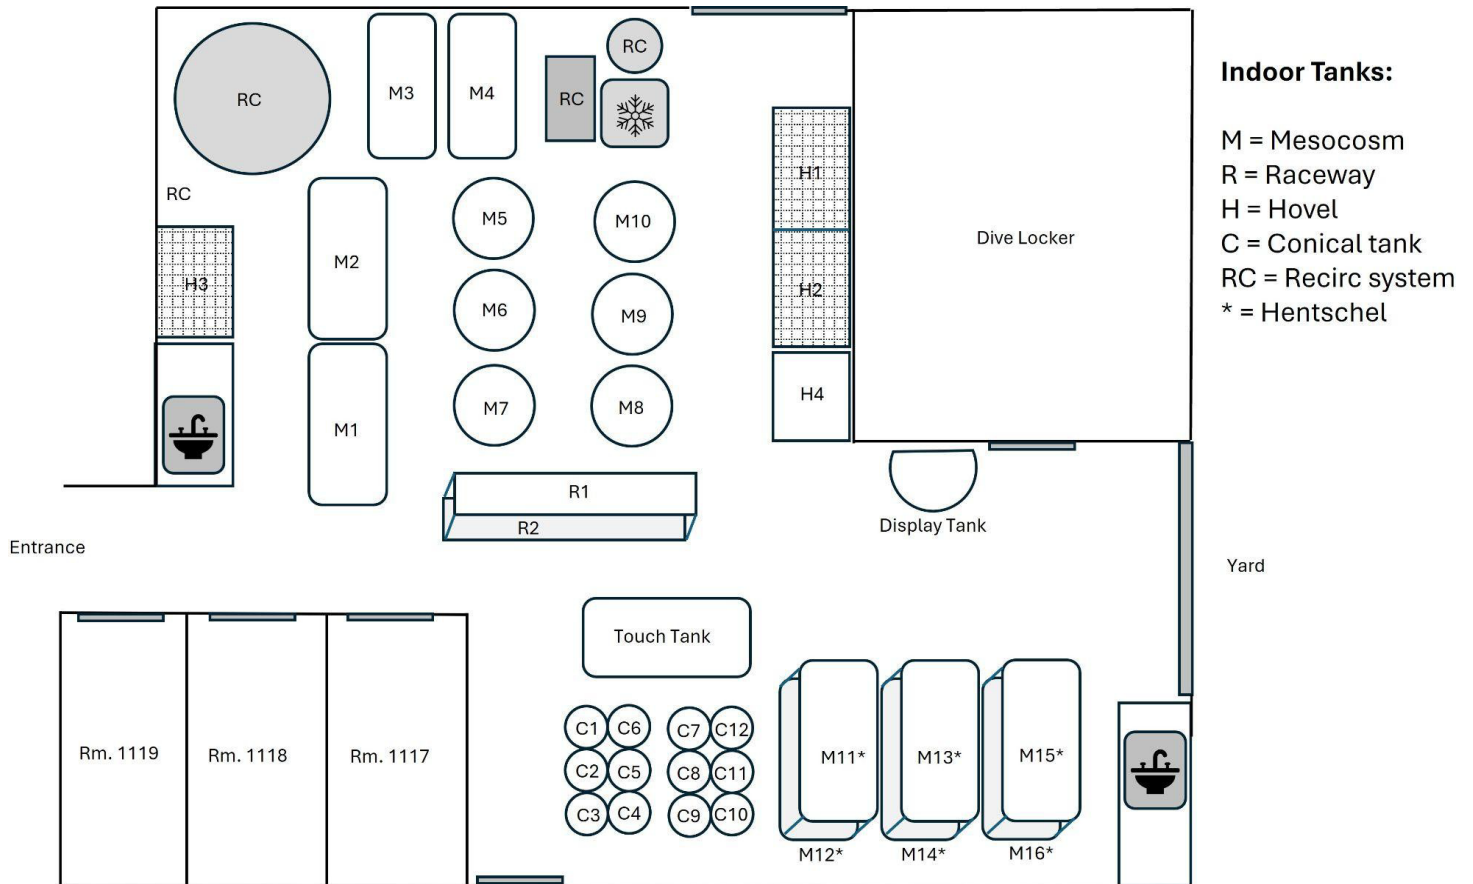 Indoor Tanks:
M = Mesocosm
R = Raceway
H = Hovel
C = Conical tank
RC = Recirc system
* = Hentschel
RC
M3
M4
RC
RC
RC
H1
M5
M10
Dive Locker
M2
H3
H2
M6
M9
H4
M7
M8
M1
R1
R2
Display Tank
Entrance
Yard
Touch Tank
Rm. 1119
Rm. 1118
Rm. 1117
C1
C6
C7
C12
C2
C5
C8
C11
C3
C4
C9
C10
M11*
M13*
M15*
M12*
M14*
M16*